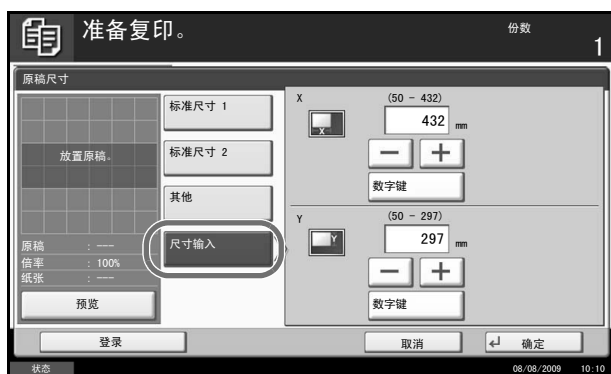 准备复印。
份数
1
原稿尺寸
放置原稿。
原稿 : ---
倍率 : 100%
纸张 : ---
预览
标准尺寸 1
标准尺寸 2
其他
尺寸输入
X (50 - 432)
432 mm
X
数字键
Y (50 - 297)
297 mm
Y
数字键
登录
取消
确定
状态
08/08/2009 10:10